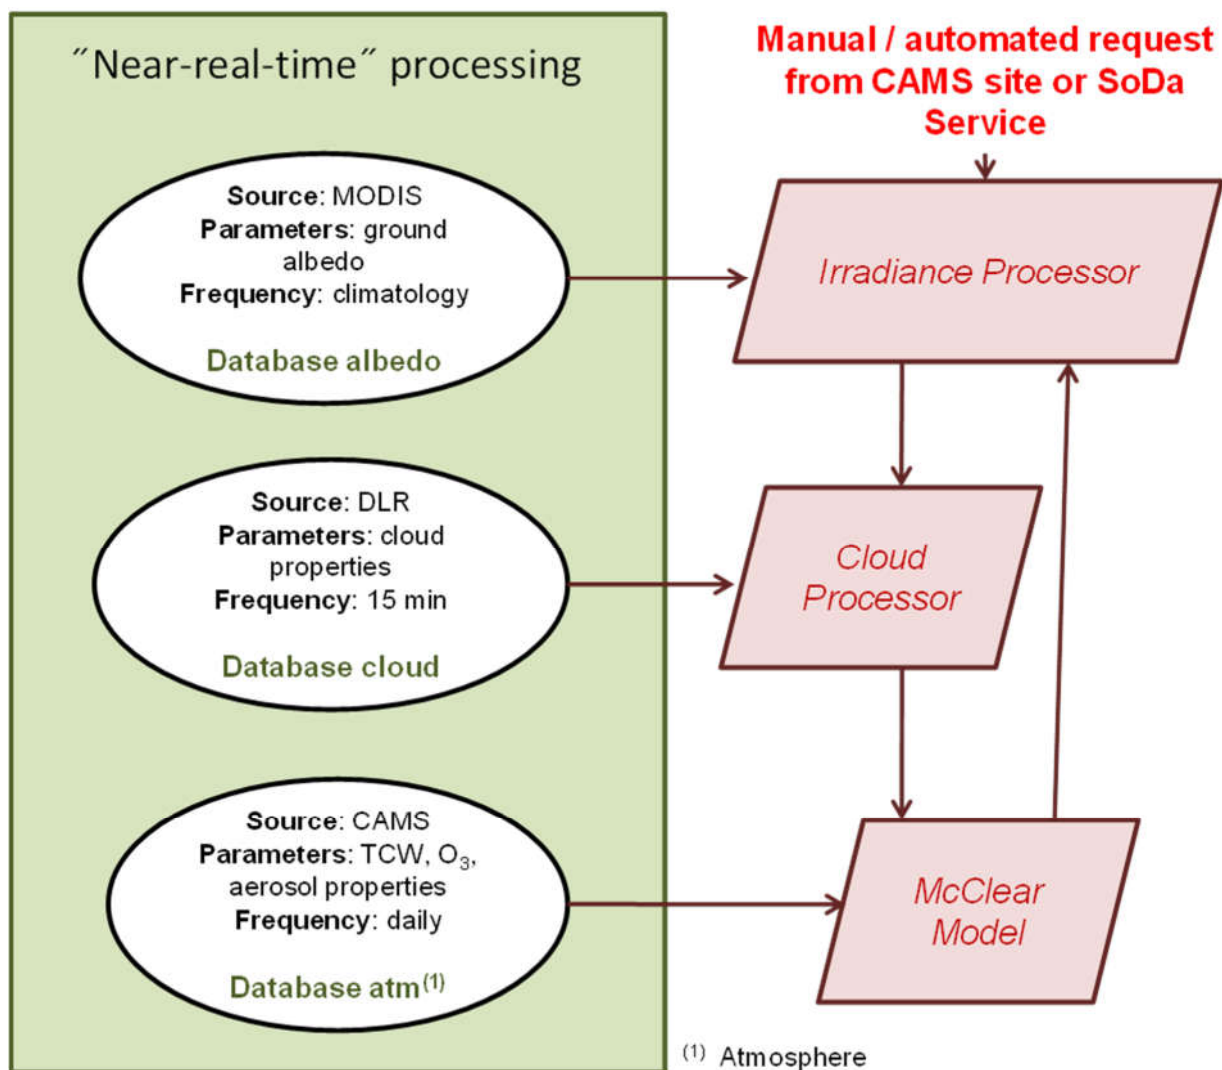 ˝Near-real-time˝ processing
Source: MODIS
Parameters: ground
albedo
Frequency: climatology
Database albedo
Source: DLR
Parameters: cloud
properties
Frequency: 15 min
Database cloud
Source: CAMS
Parameters: TCW, O₃,
aerosol properties
Frequency: daily
Database atm⁽¹⁾
Manual / automated request
from CAMS site or SoDa
Service
Irradiance Processor
Cloud
Processor
McClear
Model
⁽¹⁾ Atmosphere